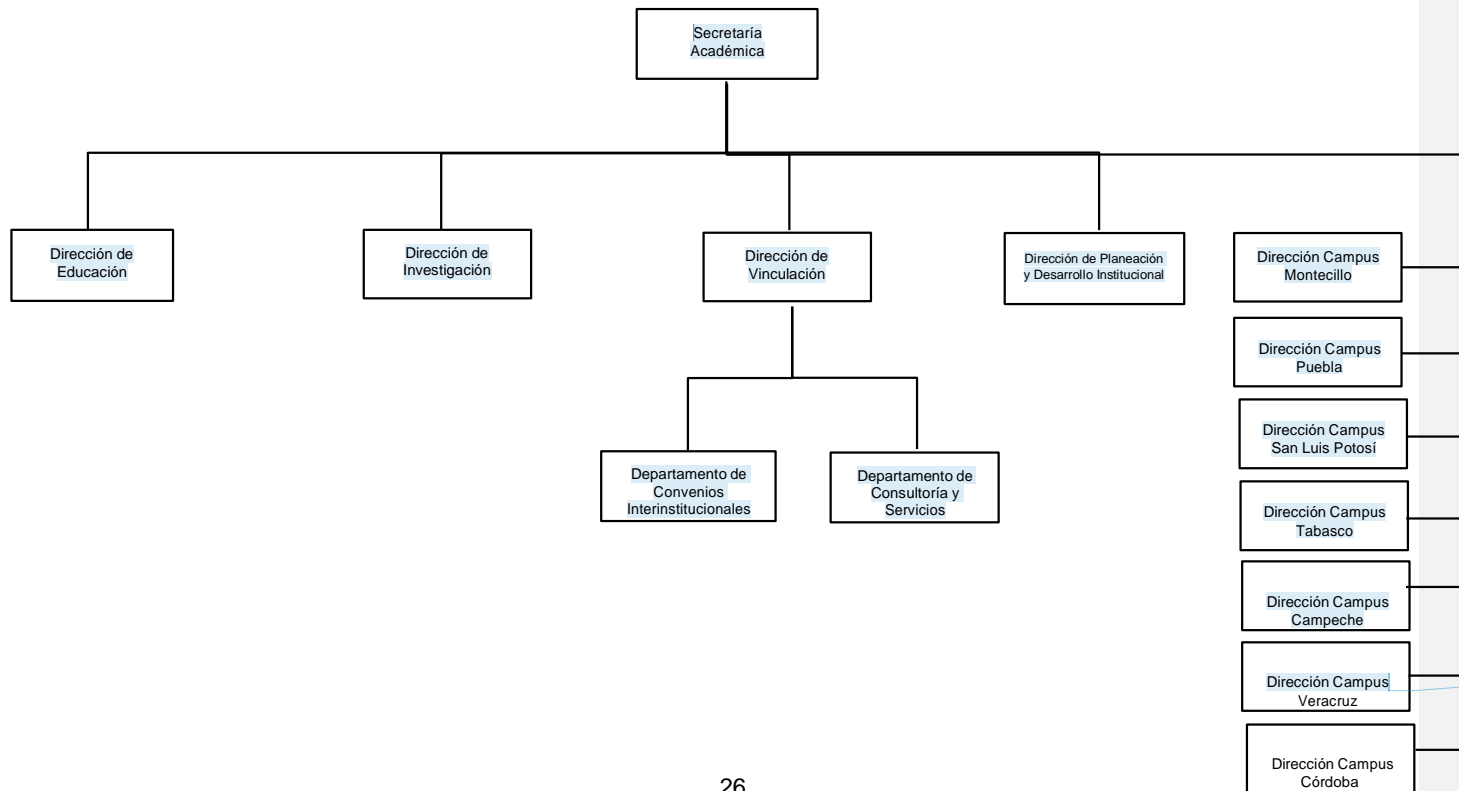 Secretaría
Académica
Dirección de
Educación
Dirección de
Investigación
Dirección de
Vinculación
Dirección de Planeación
y Desarrollo Institucional
Dirección Campus
Montecillo
Dirección Campus
Puebla
Dirección Campus
San Luis Potosí
Departamento de
Convenios
Interinstitucionales
Departamento de
Consultoría y
Servicios
Dirección Campus
Tabasco
Dirección Campus
Campeche
Dirección Campus
Veracruz
Dirección Campus
Córdoba
26